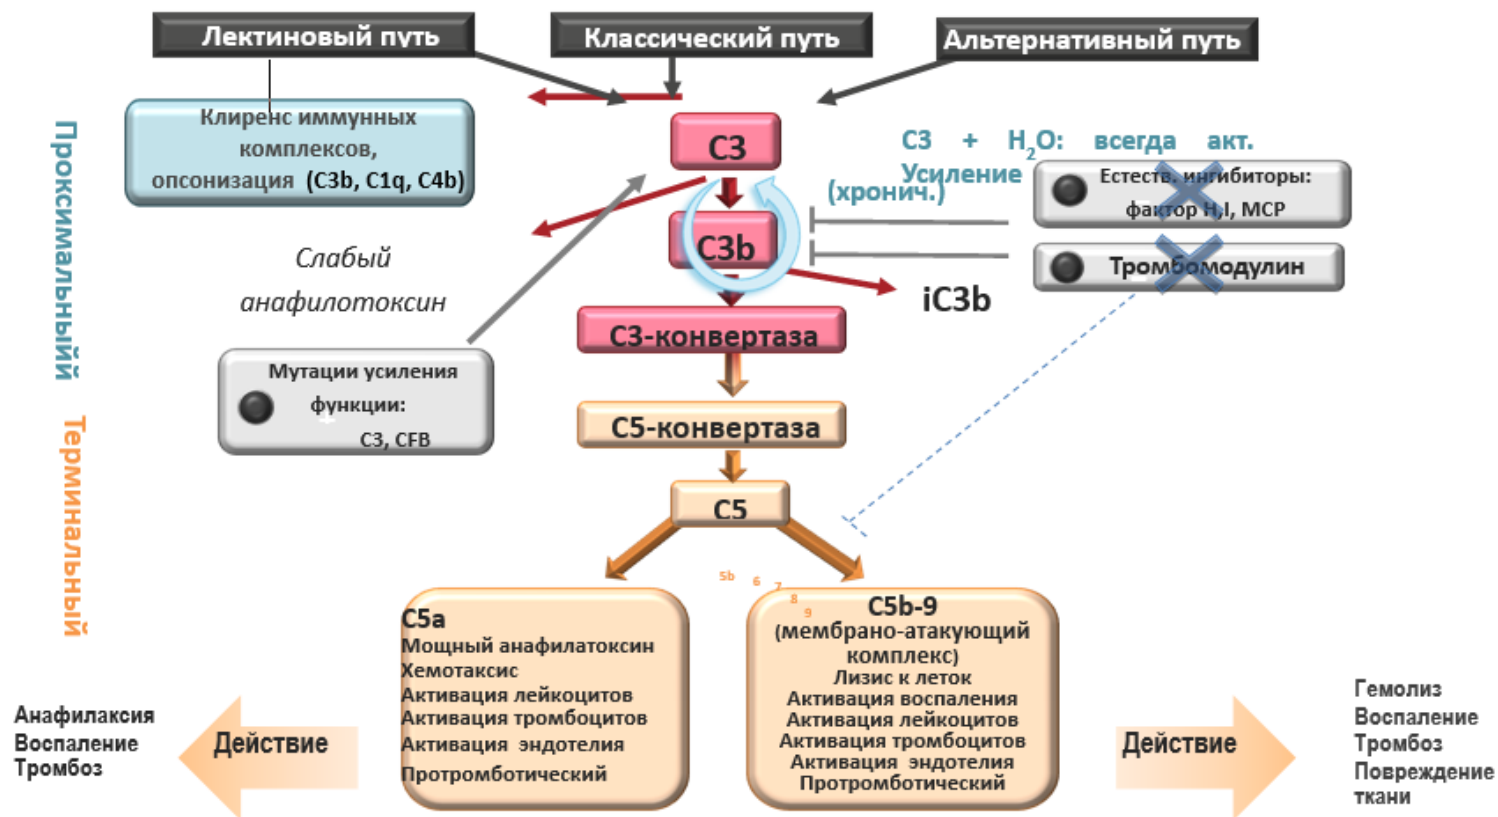 Лектиновый путь
Классический путь
Альтернативный путь
Клиренс иммунных
комплексов,
опсонизация (C3b, C1q, C4b)
Проксимальныйй
Терминальный
C3
C3 + H2O: всегда акт.
Усиление
(хронич.)
Естеств. ингибиторы:
фактор H,I, MCP
Тромбомодулин
C3b
iC3b
Слабый
анафилотоксин
C3-конвертаза
Мутации усиления
функции:
C3, CFB
C5-конвертаза
C5
5b
6
7
8
9
C5a
Мощный анафилатоксин
Хемотаксис
Активация лейкоцитов
Активация тромбоцитов
Активация эндотелия
Протромботический
C5b-9
(мембрано-атакующий
комплекс)
Лизис к леток
Активация воспаления
Активация лейкоцитов
Активация тромбоцитов
Активация эндотелия
Протромботический
Анафилаксия
Воспаление
Тромбоз
Действие
Действие
Гемолиз
Воспаление
Тромбоз
Повреждение
ткани